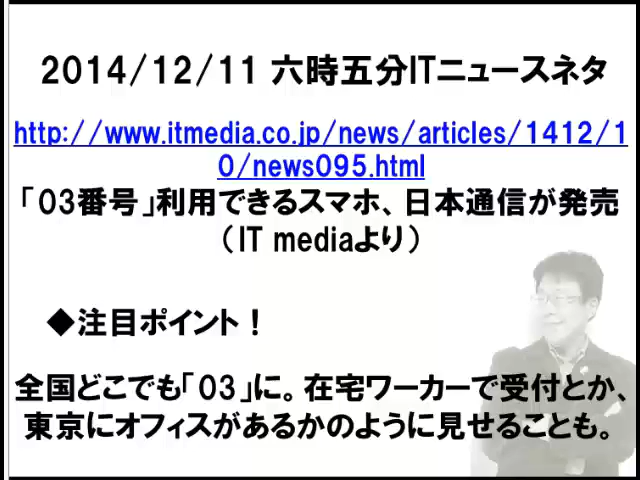 2014/12/11 六時五分ITニュースネタ
http://www.itmedia.co.jp/news/articles/1412/1
0/news095.html
「03番号」利用できるスマホ、日本通信が発売
（IT mediaより）
◆注目ポイント！
全国どこでも「03」に。在宅ワーカーで受付とか、
東京にオフィスがあるかのように見せることも。